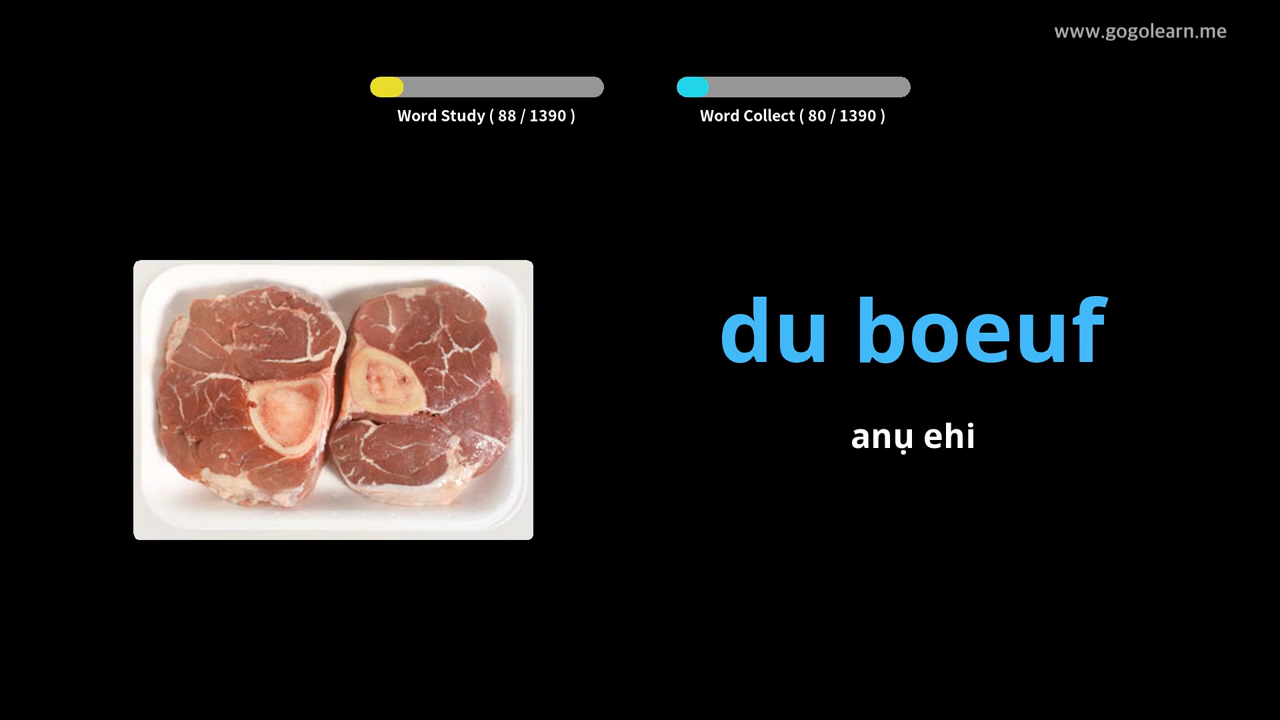 www.gogolearn.me
Word Study ( 88 / 1390 )
Word Collect ( 80 / 1390 )
du boeuf
anụ ehi